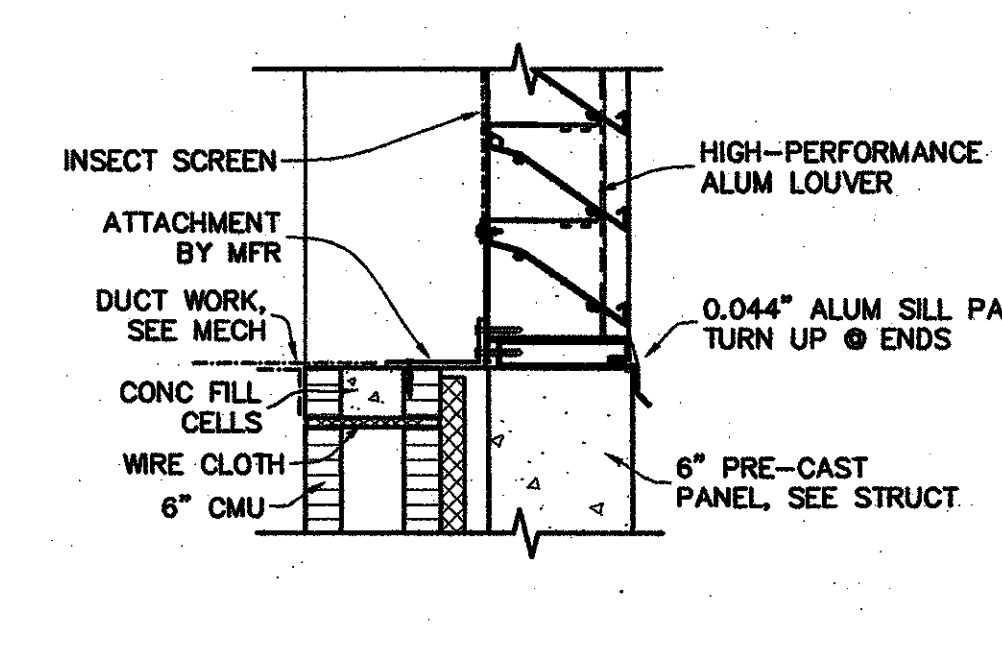 INSECT SCREEN
ATTACHMENT
BY MFR
DUCT WORK,
SEE MECH
CONC FILL
CELLS
WIRE CLOTH
6" CMU
HIGH-PERFORMANCE
ALUM LOUVER
0.044" ALUM SILL PA
TURN UP @ ENDS
6" PRE-CAST
PANEL, SEE STRUCT